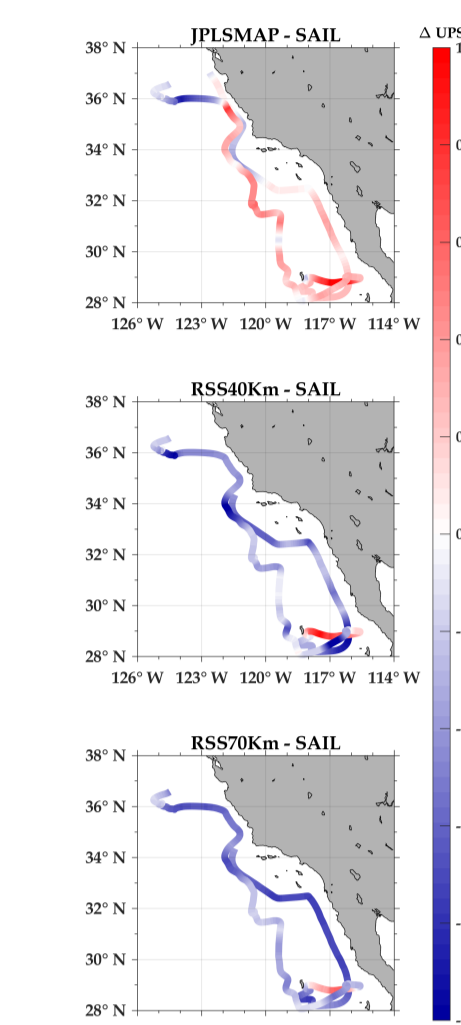 JPLSMAP - SAIL
Δ UPS
38° N
36° N
34° N
32° N
30° N
28° N
126° W 123° W 120° W 117° W 114° W
RSS40Km - SAIL
38° N
36° N
34° N
32° N
30° N
28° N
126° W 123° W 120° W 117° W 114° W
RSS70Km - SAIL
38° N
36° N
34° N
32° N
30° N
28° N